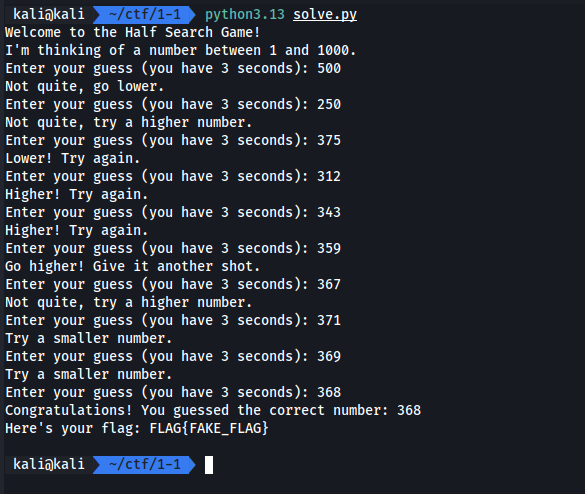 kali@kali ~/ctf/1-1 python3.13 solve.py
Welcome to the Half Search Game!
I'm thinking of a number between 1 and 1000.
Enter your guess (you have 3 seconds): 500
Not quite, go lower.
Enter your guess (you have 3 seconds): 250
Not quite, try a higher number.
Enter your guess (you have 3 seconds): 375
Lower! Try again.
Enter your guess (you have 3 seconds): 312
Higher! Try again.
Enter your guess (you have 3 seconds): 343
Higher! Try again.
Enter your guess (you have 3 seconds): 359
Go higher! Give it another shot.
Enter your guess (you have 3 seconds): 367
Not quite, try a higher number.
Enter your guess (you have 3 seconds): 371
Try a smaller number.
Enter your guess (you have 3 seconds): 369
Try a smaller number.
Enter your guess (you have 3 seconds): 368
Congratulations! You guessed the correct number: 368
Here's your flag: FLAG{FAKE_FLAG}
kali@kali ~/ctf/1-1